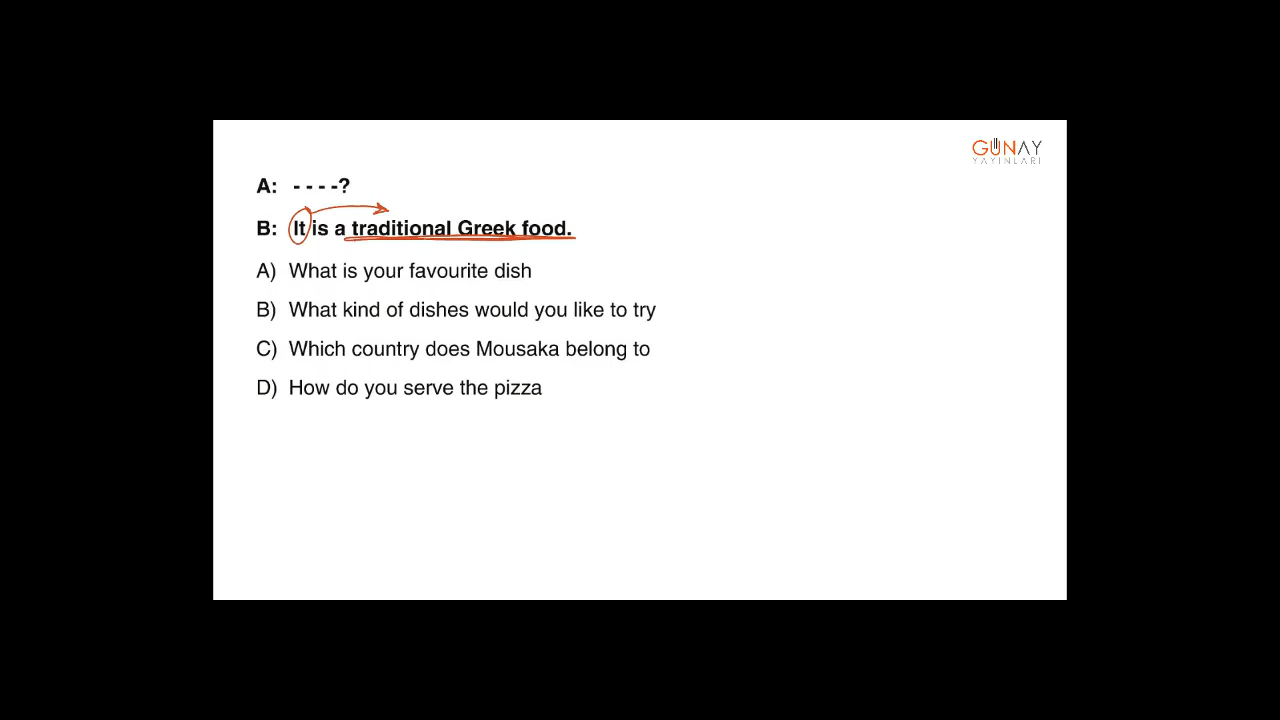 GÜNAY
YAYINLARI
A: - - - -?
B: It is a traditional Greek food.
A) What is your favourite dish
B) What kind of dishes would you like to try
C) Which country does Mousaka belong to
D) How do you serve the pizza